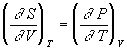 (∂S/∂V)_T = (∂P/∂T)_V